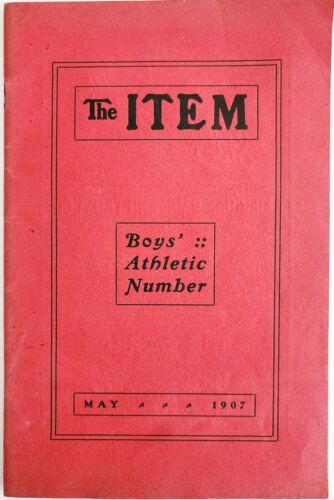 The ITEM
Boys' ::
Athletic
Number
MAY 1907